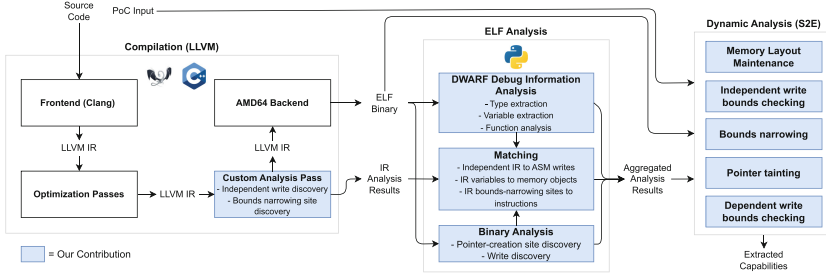 Source
Code
PoC Input
Compilation (LLVM)
Frontend (Clang)
LLVM IR
Optimization Passes
LLVM IR
Custom Analysis Pass
- Independent write discovery
- Bounds narrowing site
discovery
LLVM IR
AMD64 Backend
ELF
Binary
IR
Analysis
Results
ELF Analysis
DWARF Debug Information
Analysis
- Type extraction
- Variable extraction
- Function analysis
Matching
- Independent IR to ASM writes
- IR variables to memory objects
- IR bounds-narrowing sites to
instructions
Binary Analysis
- Pointer-creation site discovery
- Write discovery
Aggregated
Analysis
Results
Dynamic Analysis (S2E)
Memory Layout
Maintenance
Independent write
bounds checking
Bounds narrowing
Pointer tainting
Dependent write
bounds checking
Extracted
Capabilities
= Our Contribution
C++